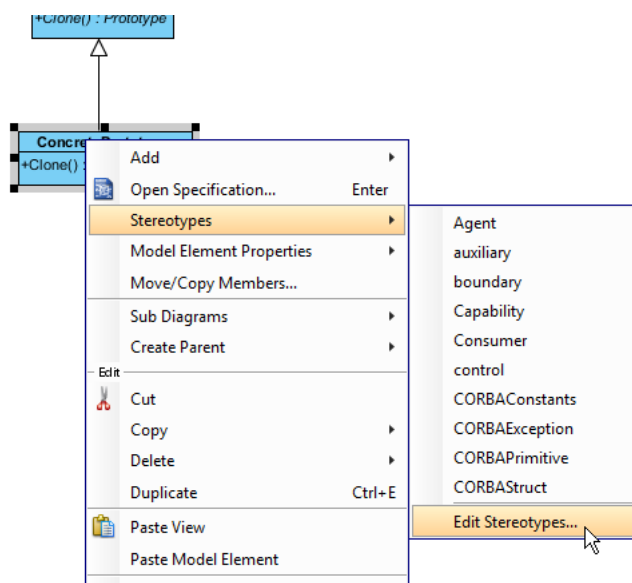 +Clone() : Prototype
+Clone() :
Add
Open Specification... Enter
Stereotypes
Model Element Properties
Move/Copy Members...
Sub Diagrams
Create Parent
Edit
Cut
Copy
Delete
Duplicate Ctrl+E
Paste View
Paste Model Element
Agent
auxiliary
boundary
Capability
Consumer
control
CORBAConstants
CORBAException
CORBAPrimitive
CORBAStruct
Edit Stereotypes...